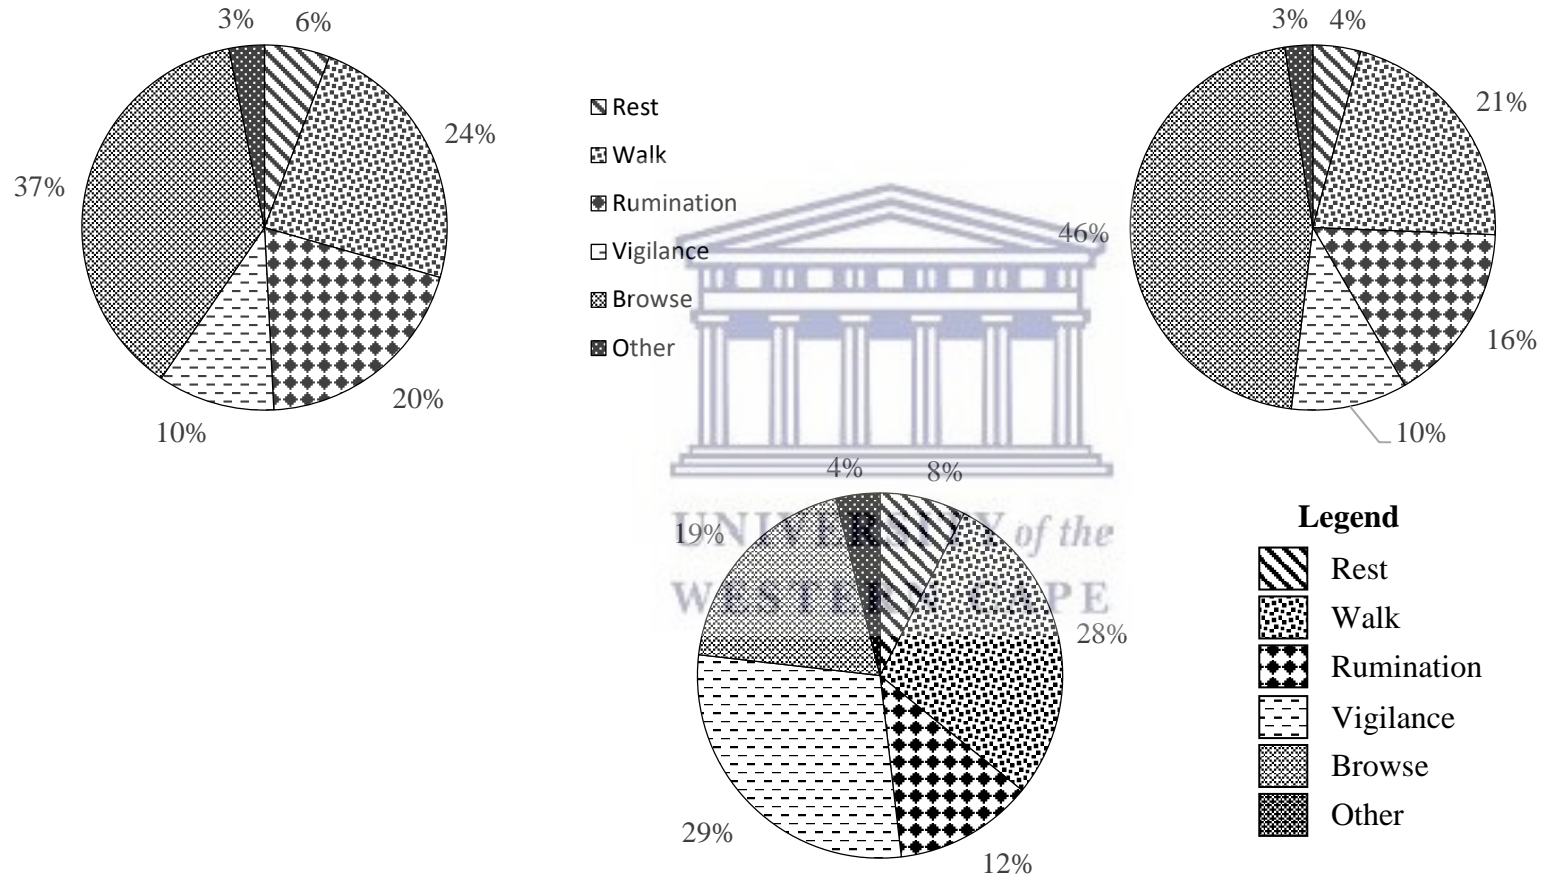 3% 6%
24%
37%
20%
10%
Rest
Walk
Rumination
Vigilance
Browse
Other
3% 4%
21%
46%
16%
10%
4% 8%
19%
28%
29%
12%
UNIVERSITY of the
WESTERN CAPE
Legend
Rest
Walk
Rumination
Vigilance
Browse
Other